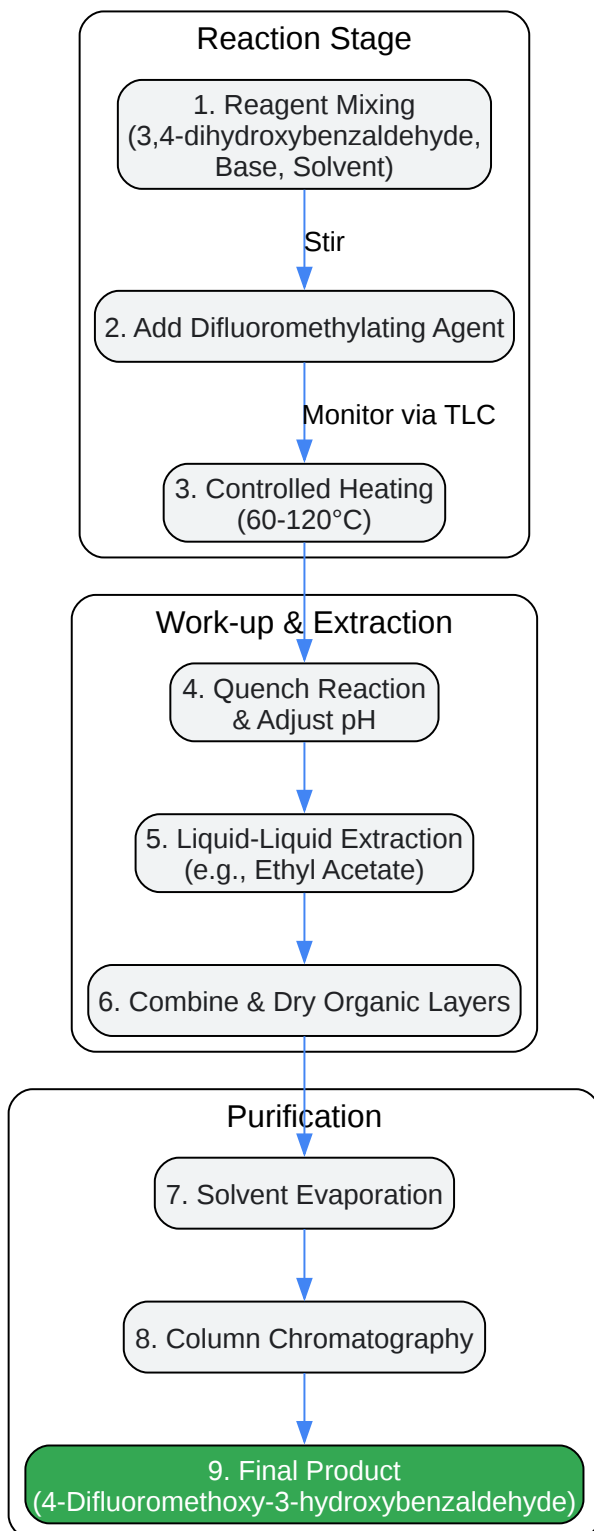 Reaction Stage
1. Reagent Mixing
(3,4-dihydroxybenzaldehyde,
Base, Solvent)
Stir
2. Add Difluoromethylating Agent
Monitor via TLC
3. Controlled Heating
(60-120°C)
Work-up & Extraction
4. Quench Reaction
& Adjust pH
5. Liquid-Liquid Extraction
(e.g., Ethyl Acetate)
6. Combine & Dry Organic Layers
Purification
7. Solvent Evaporation
8. Column Chromatography
9. Final Product
(4-Difluoromethoxy-3-hydroxybenzaldehyde)